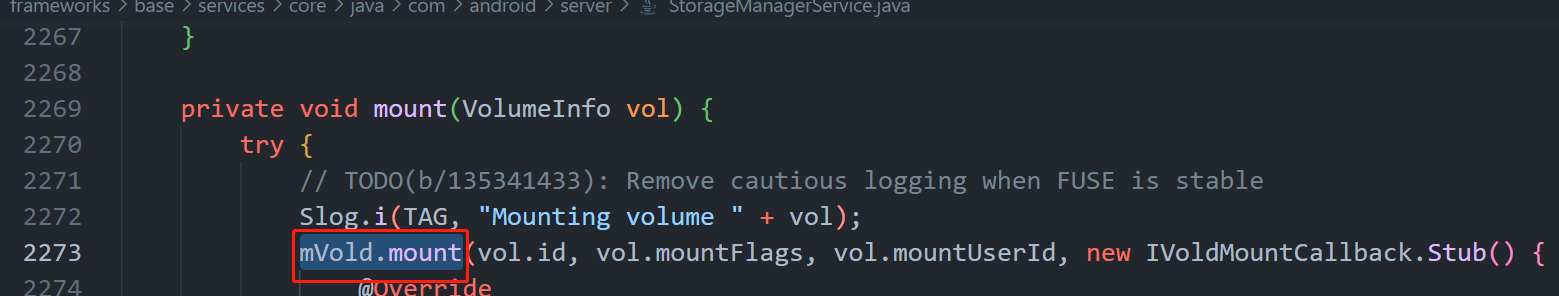 frameworks > base > services > core > java > com > android > server > StorageManagerService.java
2267 }
2268
2269 private void mount(VolumeInfo vol) {
2270 try {
2271 // TODO(b/135341433): Remove cautious logging when FUSE is stable
2272 Slog.i(TAG, "Mounting volume " + vol);
2273 mVold.mount(vol.id, vol.mountFlags, vol.mountUserId, new IVoldMountCallback.Stub() {
2274 @Override